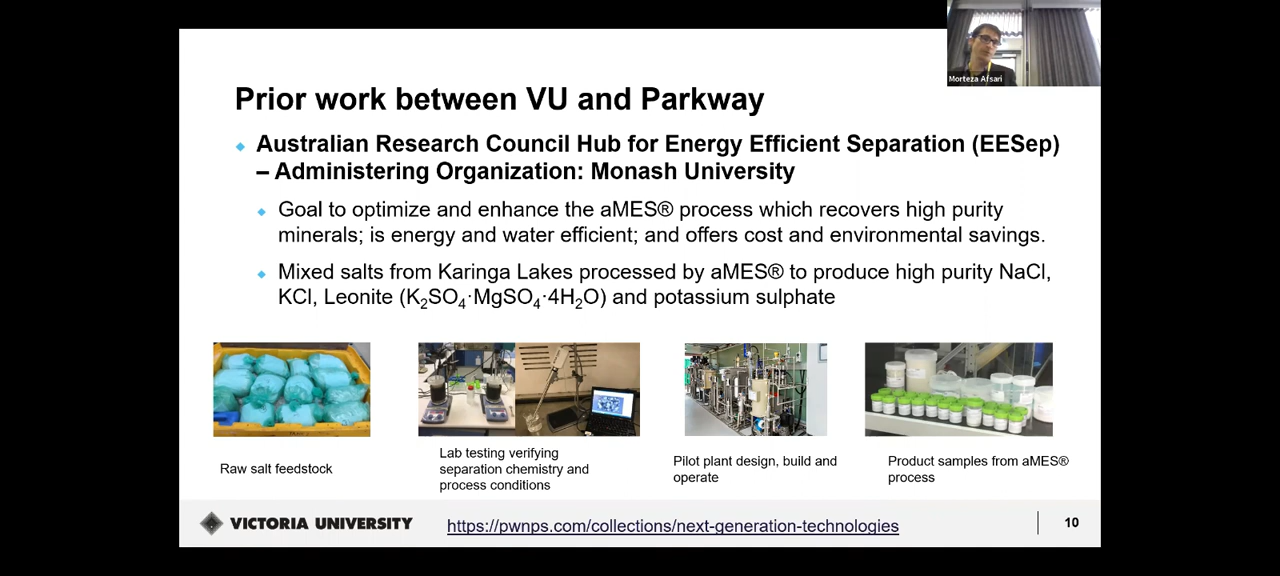 Morteza Afsari
Prior work between VU and Parkway
Australian Research Council Hub for Energy Efficient Separation (EESep)
– Administering Organization: Monash University
Goal to optimize and enhance the aMES® process which recovers high purity
minerals; is energy and water efficient; and offers cost and environmental savings.
Mixed salts from Karinga Lakes processed by aMES® to produce high purity NaCl,
KCl, Leonite (K₂SO₄·MgSO₄·4H₂O) and potassium sulphate
Raw salt feedstock
Lab testing verifying
separation chemistry and
process conditions
Pilot plant design, build and
operate
Product samples from aMES®
process
VICTORIA UNIVERSITY
https://pwnps.com/collections/next-generation-technologies
10